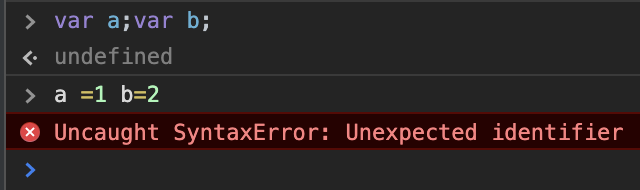 var a;var b;
undefined
a =1 b=2
Uncaught SyntaxError: Unexpected identifier